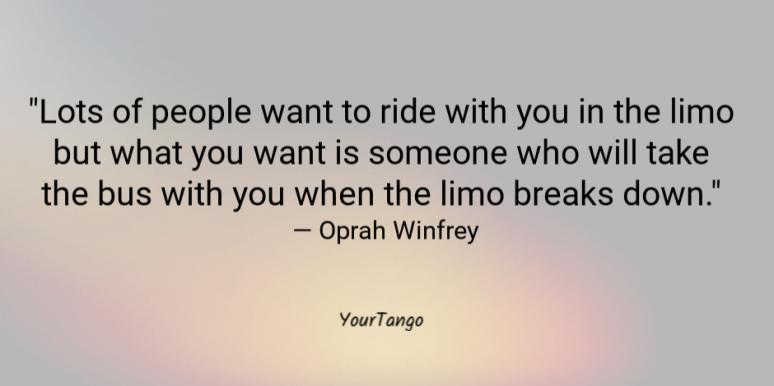 "Lots of people want to ride with you in the limo
but what you want is someone who will take
the bus with you when the limo breaks down."
— Oprah Winfrey
YourTango